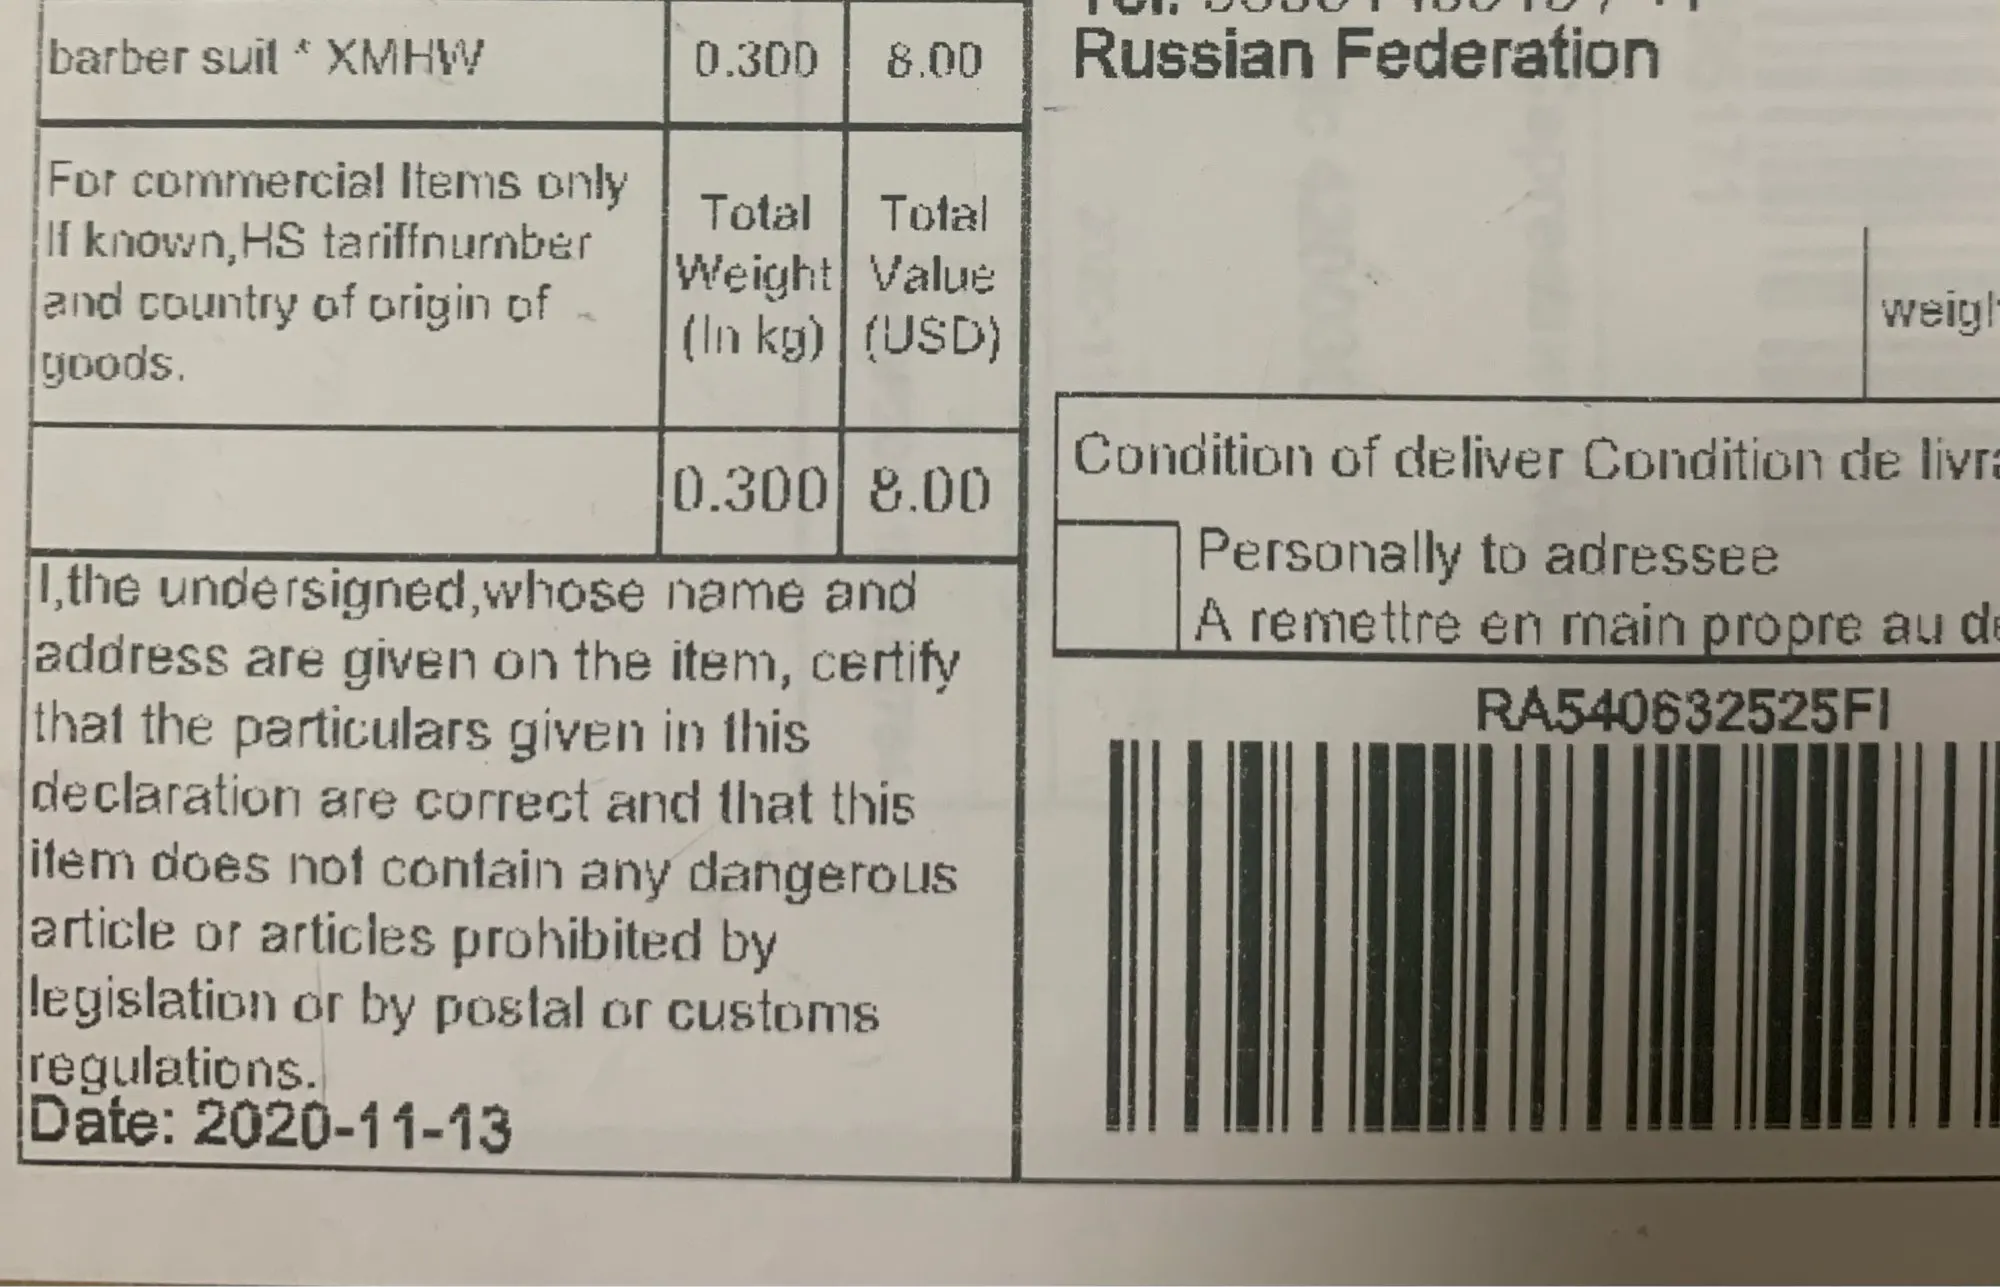 barber suit * XMHW 0.300 8.00
For commercial Items only
If known,HS tariffnumber
and country of origin of
goods.
Total
Weight
(In kg)
Total
Value
(USD)
0.300 8.00
I,the undersigned,whose name and
address are given on the item, certify
that the particulars given in this
declaration are correct and that this
item does not contain any dangerous
article or articles prohibited by
legislation or by postal or customs
regulations.
Date: 2020-11-13
Russian Federation
Condition of deliver Condition de
Personally to adressee
A remettre en main propre au
RA540632525FI